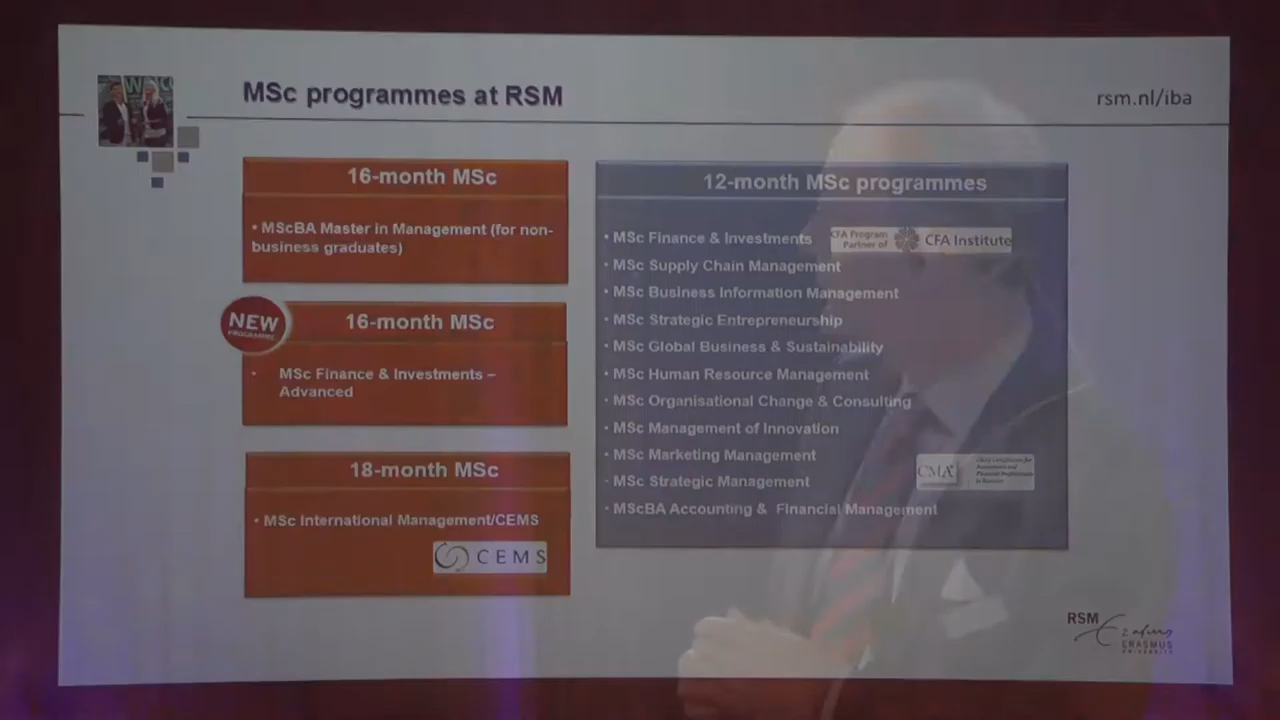 MSc programmes at RSM
rsm.nl/iba
16-month MSc
• MScBA Master in Management (for non-
business graduates)
NEW
PROGRAMME
16-month MSc
• MSc Finance & Investments –
Advanced
18-month MSc
• MSc International Management/CEMS
CEMS
12-month MSc programmes
• MSc Finance & Investments
CFA Program
Partner of
CFA Institute
• MSc Supply Chain Management
• MSc Business Information Management
• MSc Strategic Entrepreneurship
• MSc Global Business & Sustainability
• MSc Human Resource Management
• MSc Organisational Change & Consulting
• MSc Management of Innovation
• MSc Marketing Management
• MSc Strategic Management
• MScBA Accounting & Financial Management
CMA
RSM
Erasmus
ERASMUS
UNIVERSITY